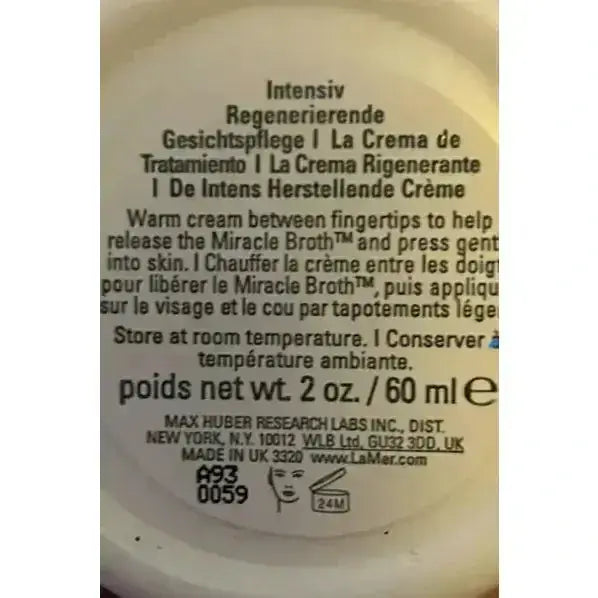 Intensiv
Regenerierende
Gesichtspflege I La Crema de
Tratamiento I La Crema Rigenerante
I De Intens Herstellende Crème
Warm cream between fingertips to help
release the Miracle Broth™ and press gent
into skin. I Chauffer la crème entre les doigt
pour libérer le Miracle Broth™, puis appliqu
sur le visage et le cou par tapotements lége
Store at room temperature. I Conserver à
température ambiante.
poids net wt. 2 oz. / 60 ml e
MAX HUBER RESEARCH LABS INC., DIST.
NEW YORK, N.Y. 10012 WLB Ltd, GU32 3DD, UK
MADE IN UK 3320 www.LaMer.com
A93
0059
24M